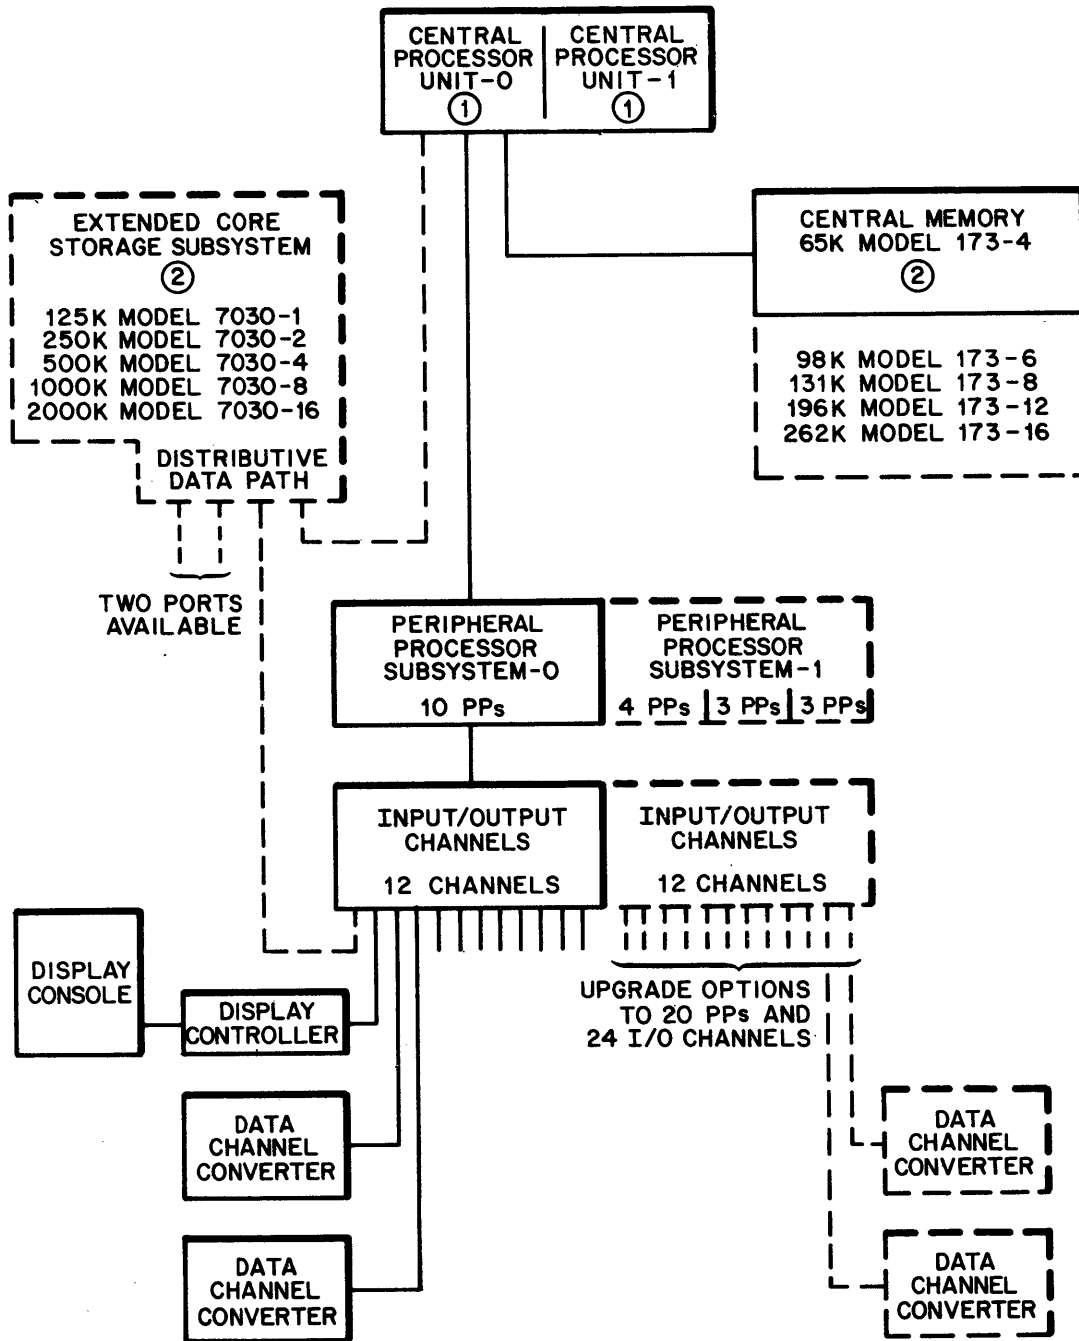 CENTRAL
PROCESSOR
UNIT-0
1
CENTRAL
PROCESSOR
UNIT-1
1
EXTENDED CORE
STORAGE SUBSYSTEM
2
125K MODEL 7030-1
250K MODEL 7030-2
500K MODEL 7030-4
1000K MODEL 7030-8
2000K MODEL 7030-16
DISTRIBUTIVE
DATA PATH
TWO PORTS
AVAILABLE
CENTRAL MEMORY
65K MODEL 173-4
2
98K MODEL 173-6
131K MODEL 173-8
196K MODEL 173-12
262K MODEL 173-16
PERIPHERAL
PROCESSOR
SUBSYSTEM-0
10 PPs
PERIPHERAL
PROCESSOR
SUBSYSTEM-1
4 PPs 3 PPs 3 PPs
INPUT/OUTPUT
CHANNELS
12 CHANNELS
INPUT/OUTPUT
CHANNELS
12 CHANNELS
UPGRADE OPTIONS
TO 20 PPs AND
24 I/O CHANNELS
DISPLAY
CONSOLE
DISPLAY
CONTROLLER
DATA
CHANNEL
CONVERTER
DATA
CHANNEL
CONVERTER
DATA
CHANNEL
CONVERTER
DATA
CHANNEL
CONVERTER